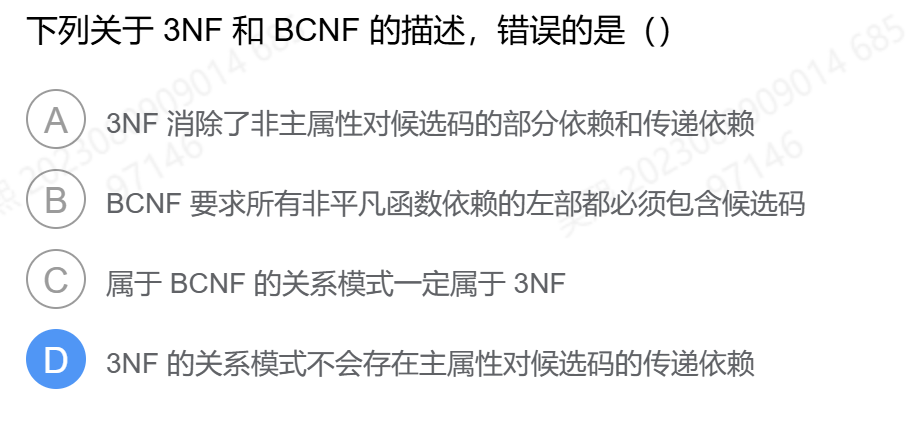 下列关于 3NF 和 BCNF 的描述，错误的是（）
A 3NF 消除了非主属性对候选码的部分依赖和传递依赖
B BCNF 要求所有非平凡函数依赖的左部都必须包含候选码
C 属于 BCNF 的关系模式一定属于 3NF
D 3NF 的关系模式不会存在主属性对候选码的传递依赖